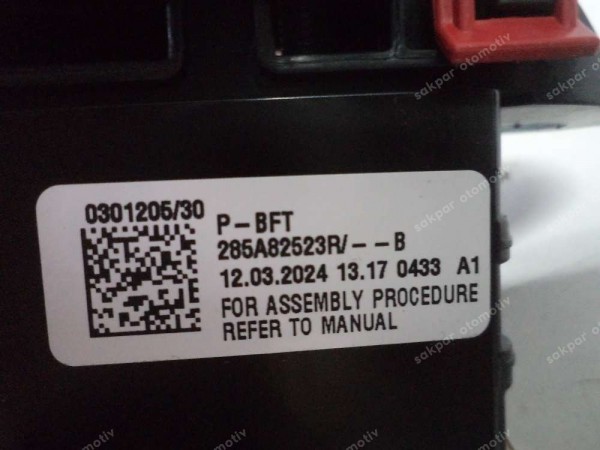 0301205/30
P-BFT
285A82523R/--B
12.03.2024 13.17 0433 A1
FOR ASSEMBLY PROCEDURE
REFER TO MANUAL
sakpar otomotiv